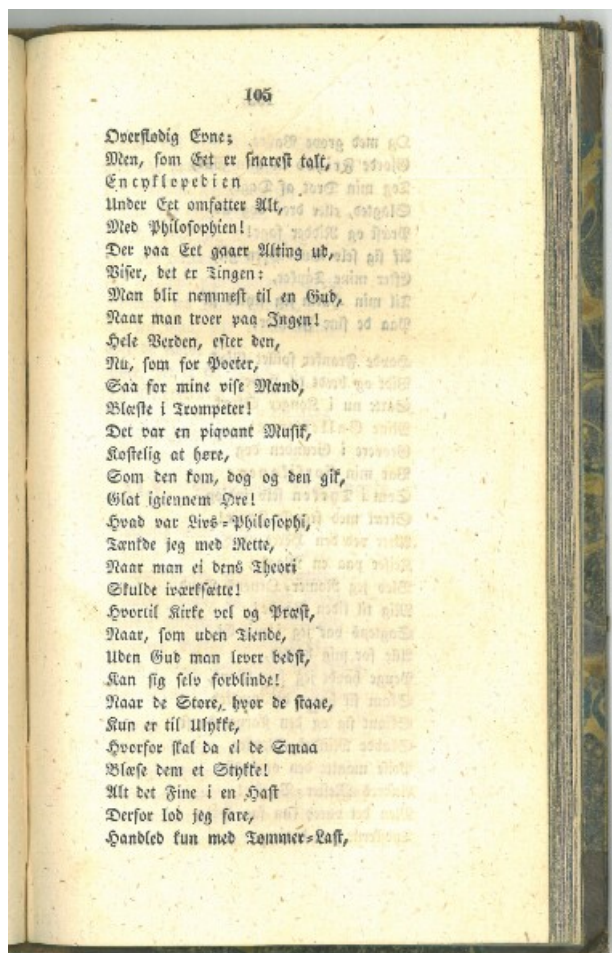 105
Overflødig Evne;
Men, som Eet er snarest talt,
Encyklopedien
Under Eet omfatter Alt,
Med Philosophien!
Der paa Eet gaaer Alting ud,
Viser, det er Tingen:
Man blir nemmest til en Gud,
Naar man troer paa Ingen!
Hele Verden, efter den,
Nu, som for Poeter,
Saa for mine vise Mænd,
Blæste i Trompeter!
Det var en piqvant Musik,
Kostelig at høre,
Som den kom, dog og den gik,
Glat igiennem Øre!
Hvad var Livs-Philosophi,
Tænkde jeg med Rette,
Naar man ei dens Theori
Skulde iværksætte!
Hvortil Kirke vel og Præst,
Naar, som uden Tiende,
Uden Gud man lever bedst,
Kan sig selv forblinde!
Naar de Store, hvor de staae,
Kun er til Ulykke,
Hvorfor skal da ei de Smaa
Blæse dem et Stykke!
Alt det Fine i en Hast
Derfor lod jeg fare,
Handled kun med Tømmer-Last,